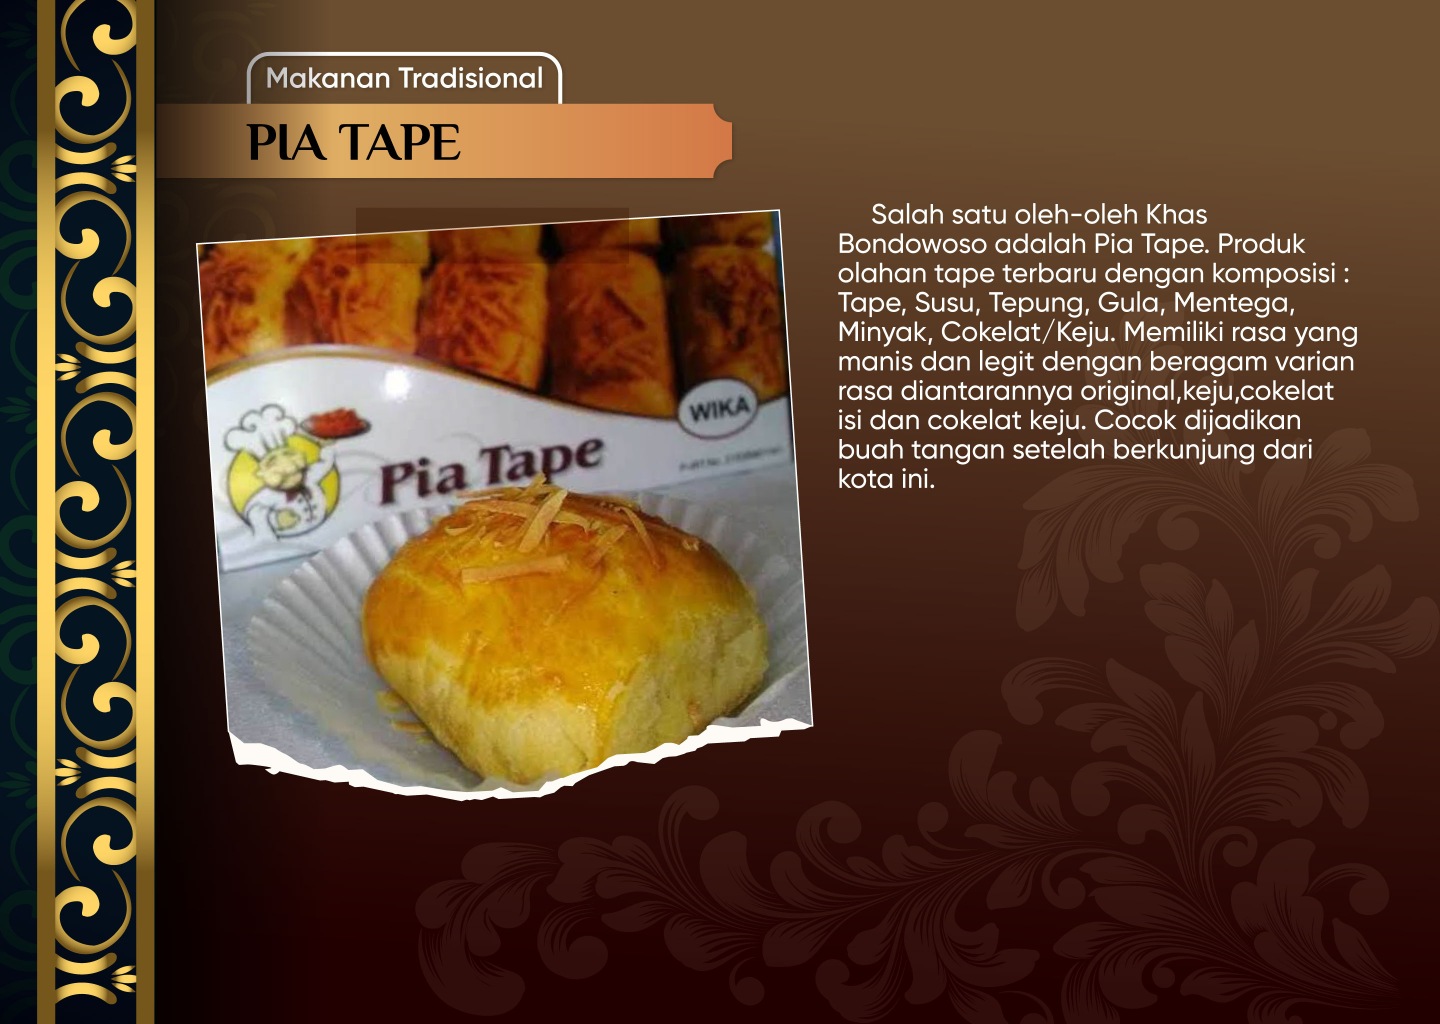 Makanan Tradisional
PIA TAPE
Salah satu oleh-oleh Khas
Bondowoso adalah Pia Tape. Produk
olahan tape terbaru dengan komposisi :
Tape, Susu, Tepung, Gula, Mentega,
Minyak, Cokelat/Keju. Memiliki rasa yang
manis dan legit dengan beragam varian
rasa diantarannya original,keju,cokelat
isi dan cokelat keju. Cocok dijadikan
buah tangan setelah berkunjung dari
kota ini.
WIKA
Pia Tape